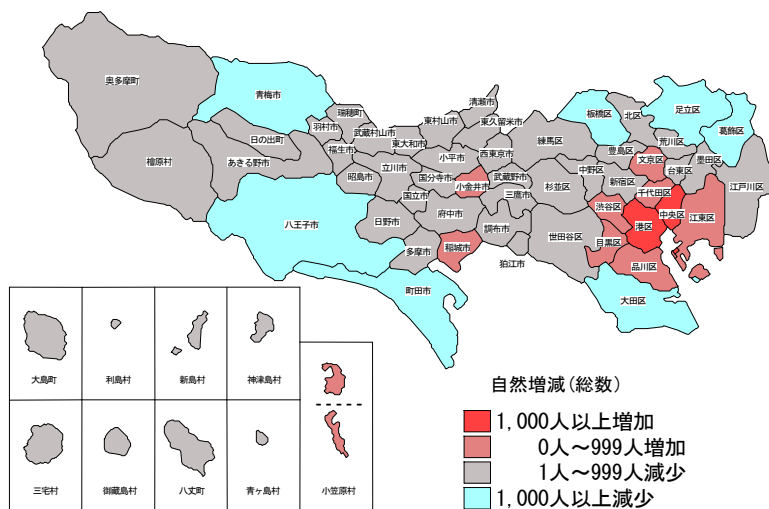 奥多摩町
青梅市
檜原村
日の出町
あきる野市
瑞穂町
羽村市
福生市
武蔵村山市
東大和市
東村山市
清瀬市
東久留米市
昭島市
立川市
小平市
西東京市
国分寺市
小金井市
武蔵野市
三鷹市
国立市
八王子市
日野市
府中市
調布市
多摩市
稲城市
狛江市
町田市
練馬区
板橋区
北区
足立区
葛飾区
豊島区
荒川区
文京区
台東区
墨田区
江戸川区
中野区
新宿区
千代田区
杉並区
渋谷区
中央区
江東区
港区
世田谷区
目黒区
品川区
大田区
大島町
利島村
新島村
神津島村
三宅村
御蔵島村
八丈町
青ヶ島村
小笠原村
自然増減(総数)
1,000人以上増加
0人～999人増加
1人～999人減少
1,000人以上減少